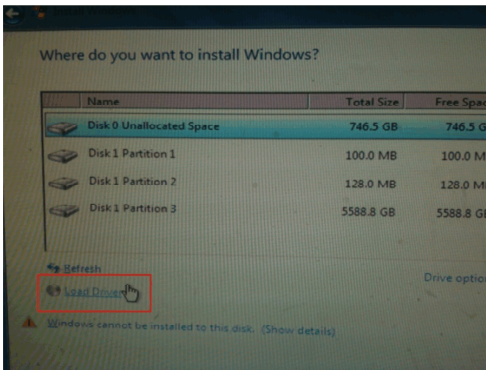 Where do you want to install Windows?
Name Total Size Free Spac
Disk 0 Unallocated Space 746.5 GB 746.5 G
Disk 1 Partition 1 100.0 MB 100.0 M
Disk 1 Partition 2 128.0 MB 128.0 M
Disk 1 Partition 3 5588.8 GB 5588.8 GB
Refresh
Drive optio
Load Driver
Windows cannot be installed to this disk. (Show details)